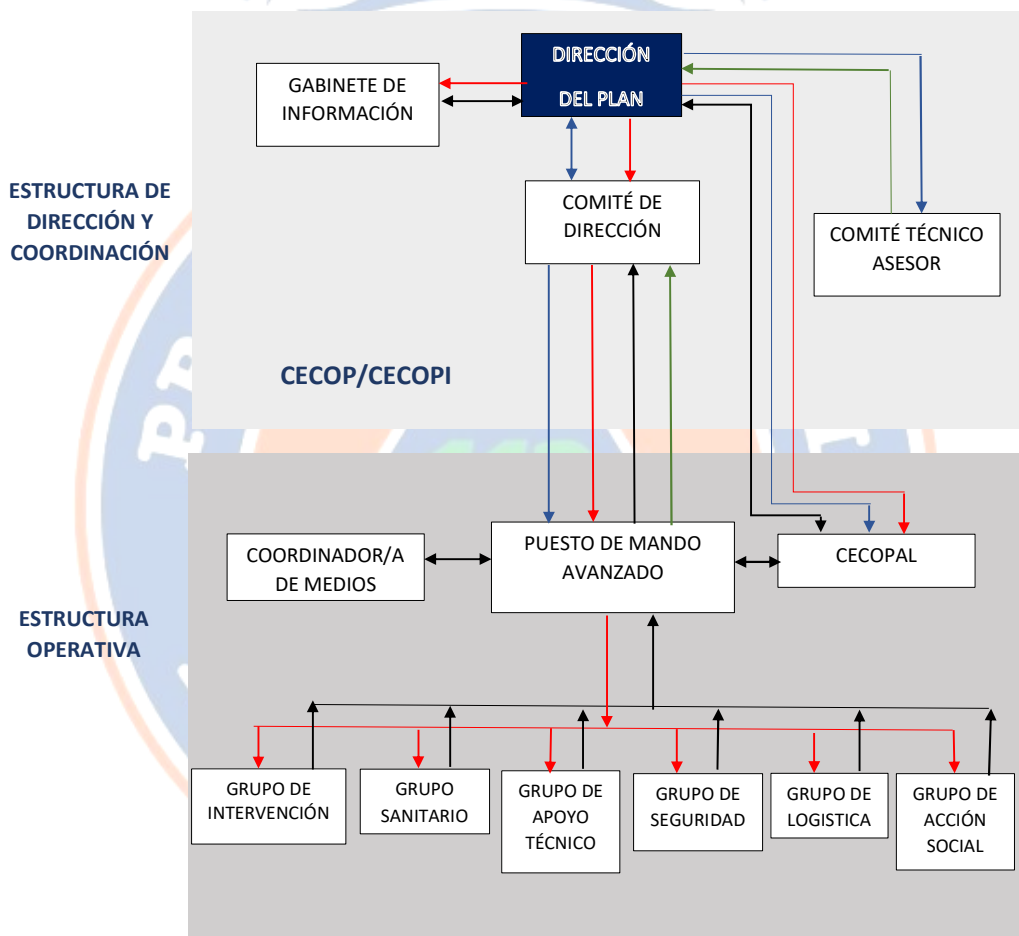 DIRECCIÓN
DEL PLAN
GABINETE DE
INFORMACIÓN
ESTRUCTURA DE
DIRECCIÓN Y
COORDINACIÓN
COMITÉ DE
DIRECCIÓN
COMITÉ TÉCNICO
ASESOR
CECOP/CECOPI
112
COORDINADOR/A
DE MEDIOS
PUESTO DE MANDO
AVANZADO
CECOPAL
ESTRUCTURA
OPERATIVA
GRUPO DE
INTERVENCIÓN
GRUPO
SANITARIO
GRUPO DE
APOYO
TÉCNICO
GRUPO DE
SEGURIDAD
GRUPO DE
LOGISTICA
GRUPO DE
ACCIÓN
SOCIAL